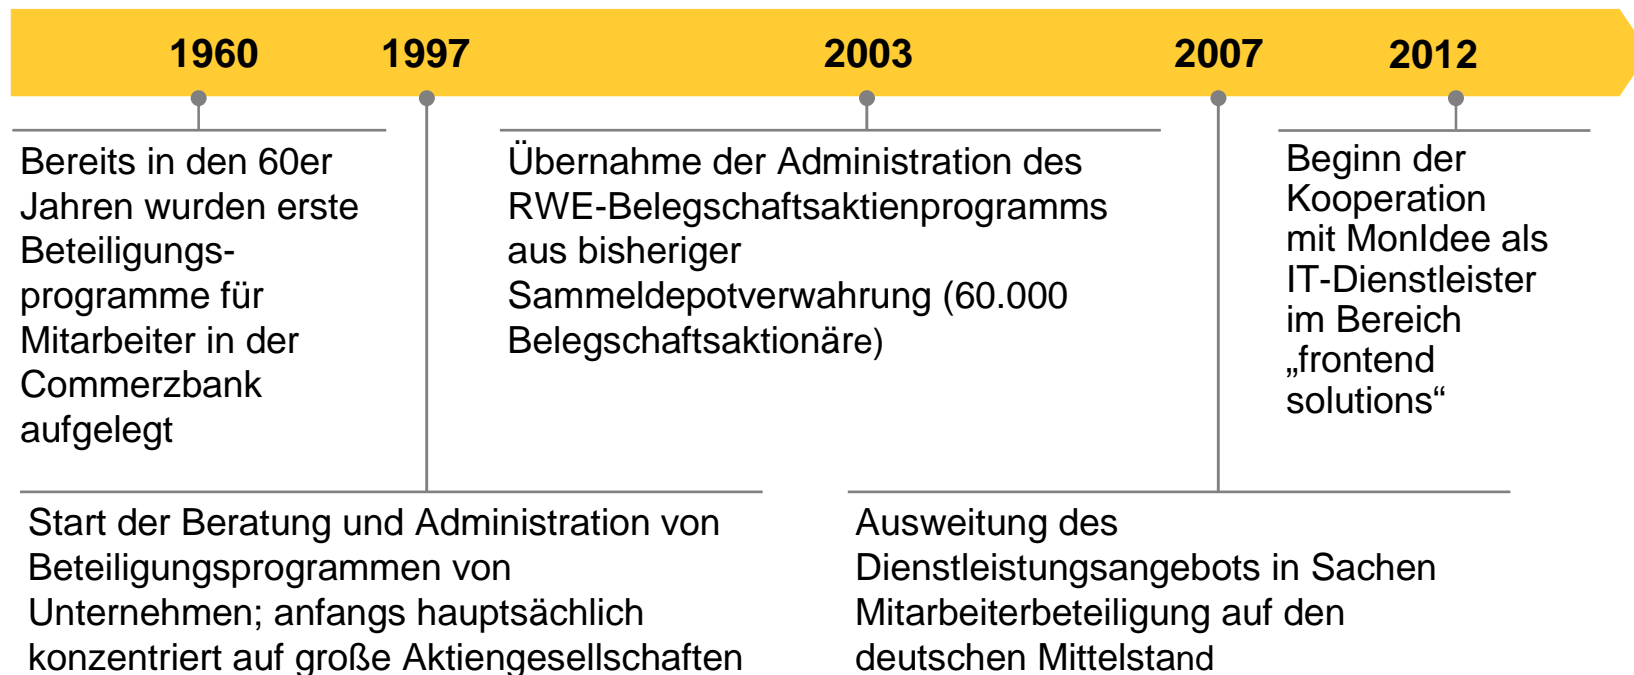 1960 1997 2003 2007 2012
Bereits in den 60er
Jahren wurden erste
Beteiligungs-
programme für
Mitarbeiter in der
Commerzbank
aufgelegt
Übernahme der Administration des
RWE-Belegschaftsaktienprogramms
aus bisheriger
Sammeldepotverwahrung (60.000
Belegschaftsaktionäre)
Beginn der
Kooperation
mit MonIdee als
IT-Dienstleister
im Bereich
„frontend
solutions“
Start der Beratung und Administration von
Beteiligungsprogrammen von
Unternehmen; anfangs hauptsächlich
konzentriert auf große Aktiengesellschaften
Ausweitung des
Dienstleistungsangebots in Sachen
Mitarbeiterbeteiligung auf den
deutschen Mittelstand